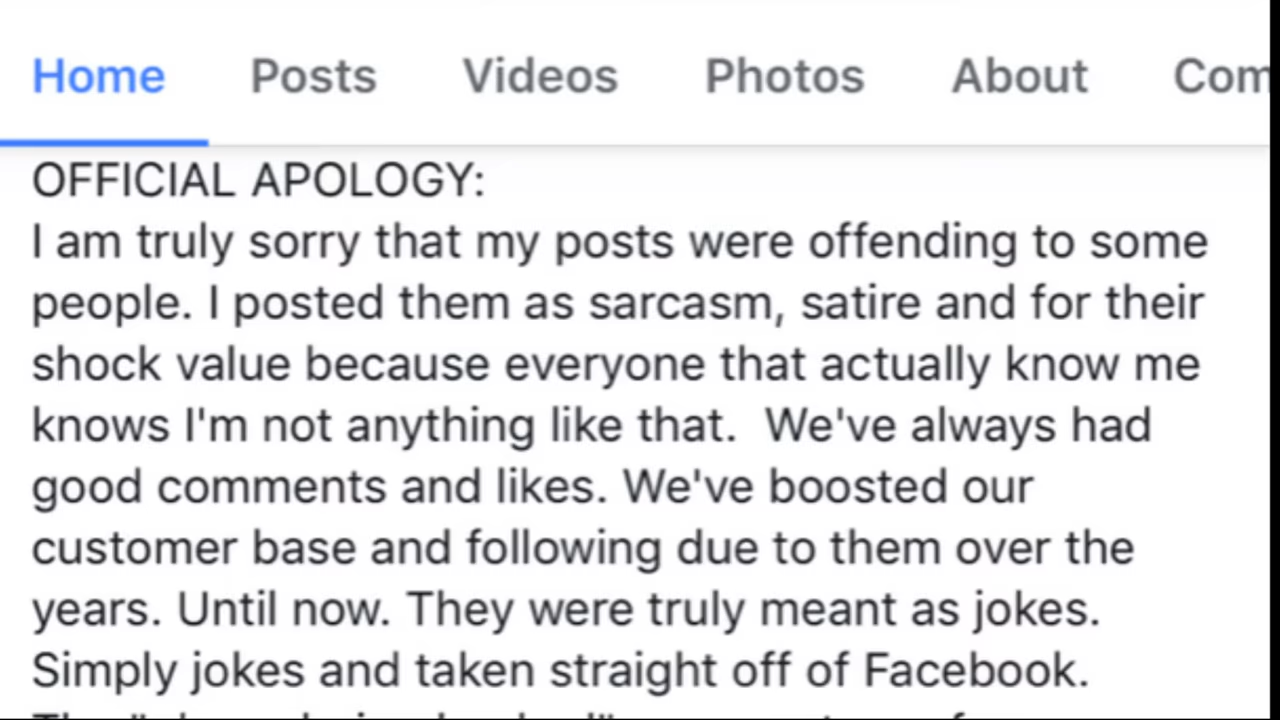 Home Posts Videos Photos About Com
OFFICIAL APOLOGY:
I am truly sorry that my posts were offending to some
people. I posted them as sarcasm, satire and for their
shock value because everyone that actually know me
knows I'm not anything like that.  We've always had
good comments and likes. We've boosted our
customer base and following due to them over the
years. Until now. They were truly meant as jokes.
Simply jokes and taken straight off of Facebook.